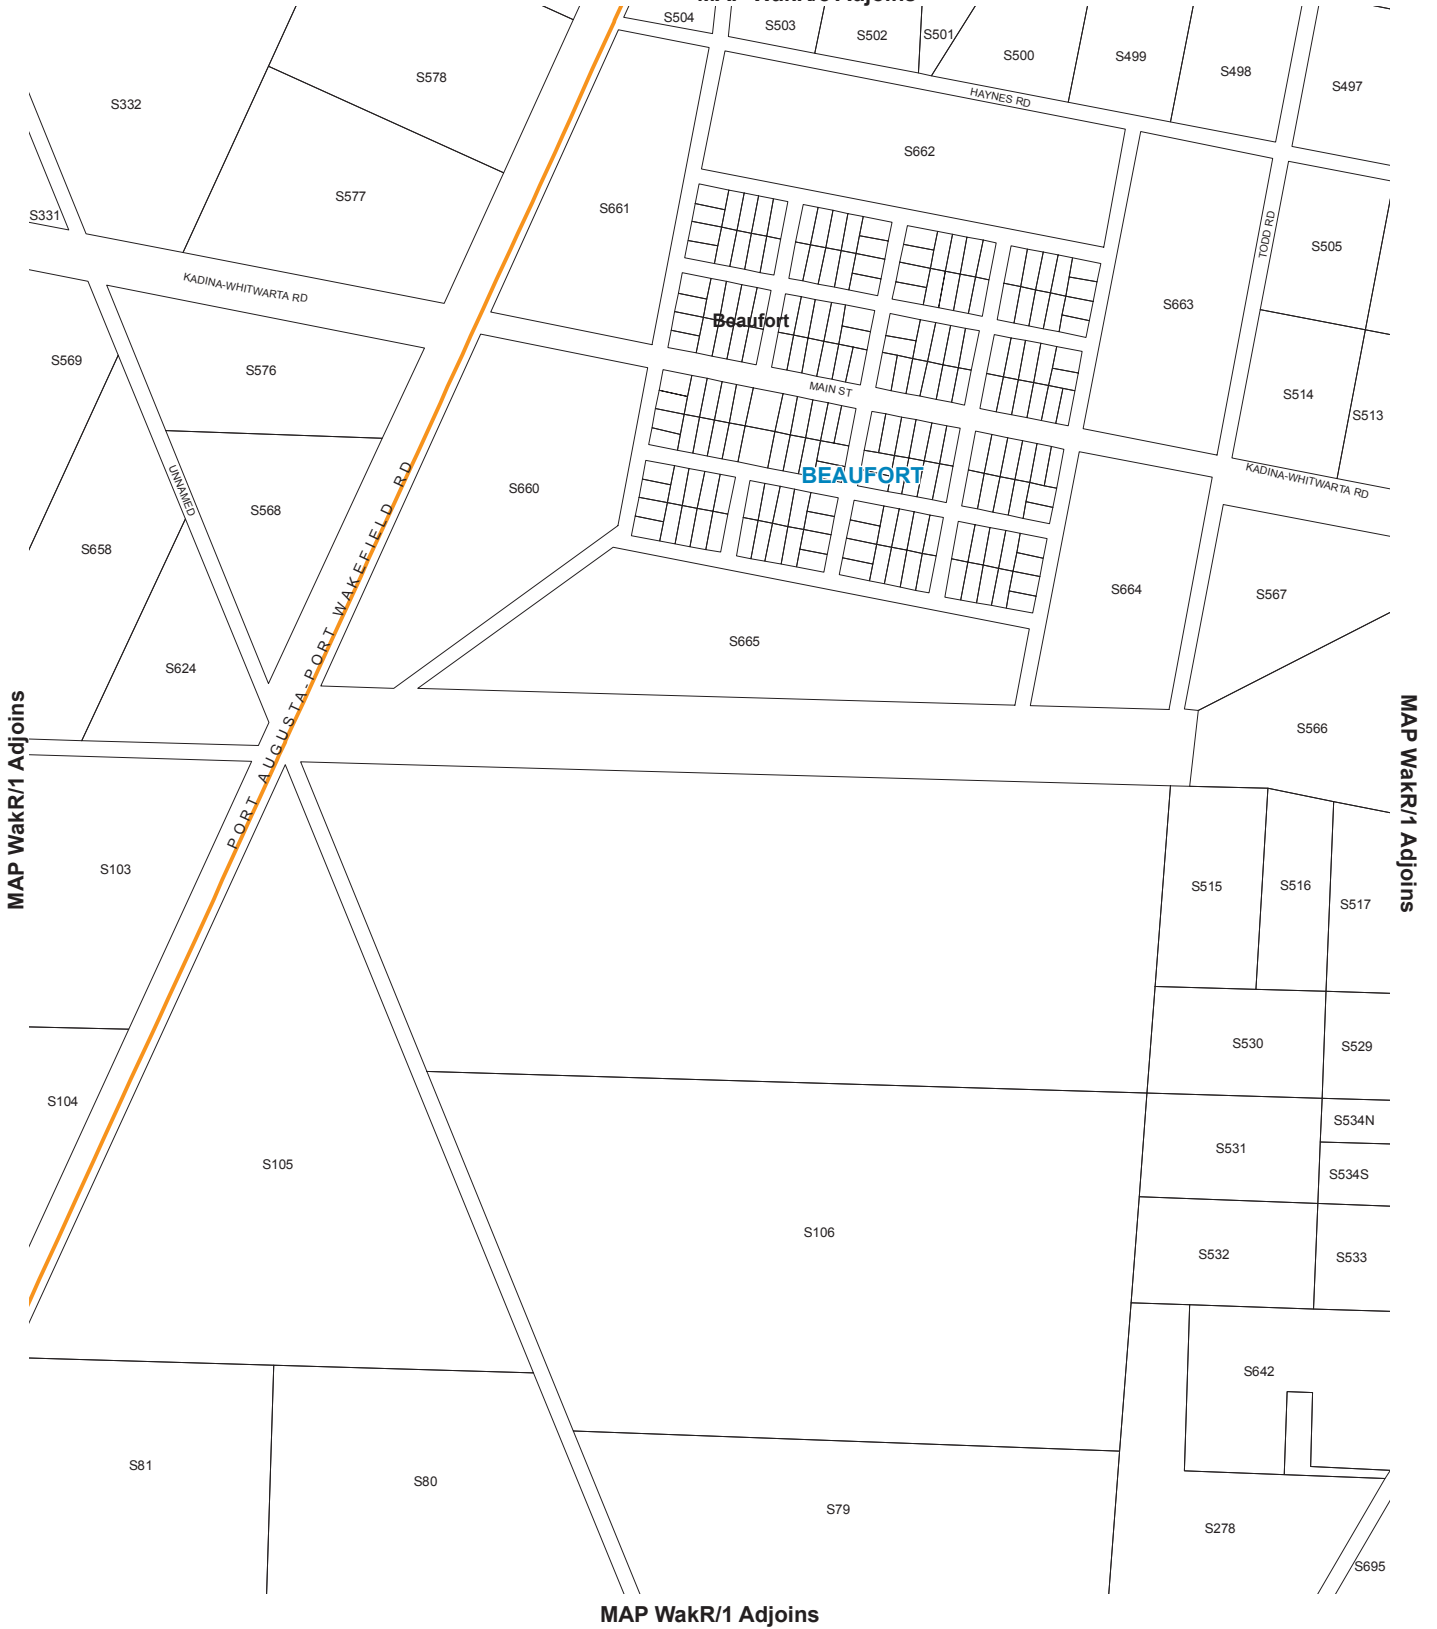 S504
S503
S502
S501
S500
S499
S498
S497
S578
S332
HAYNES RD
S662
S577
S661
S331
TODD RD
S505
KADINA-WHITWARTA RD
S663
Beaufort
S569
S576
MAIN ST
S514
S513
BEAUFORT
KADINA-WHITWARTA RD
UNNAMED
S660
S568
PORT AUGUSTA-PORT WAKEFIELD RD
S658
S664
S567
S665
S624
S566
MAP WakR/1 Adjoins
MAP WakR/1 Adjoins
S103
S515
S516
S517
S530
S529
S104
S534N
S531
S105
S534S
S106
S532
S533
S642
S81
S80
S79
S278
S695
MAP WakR/1 Adjoins